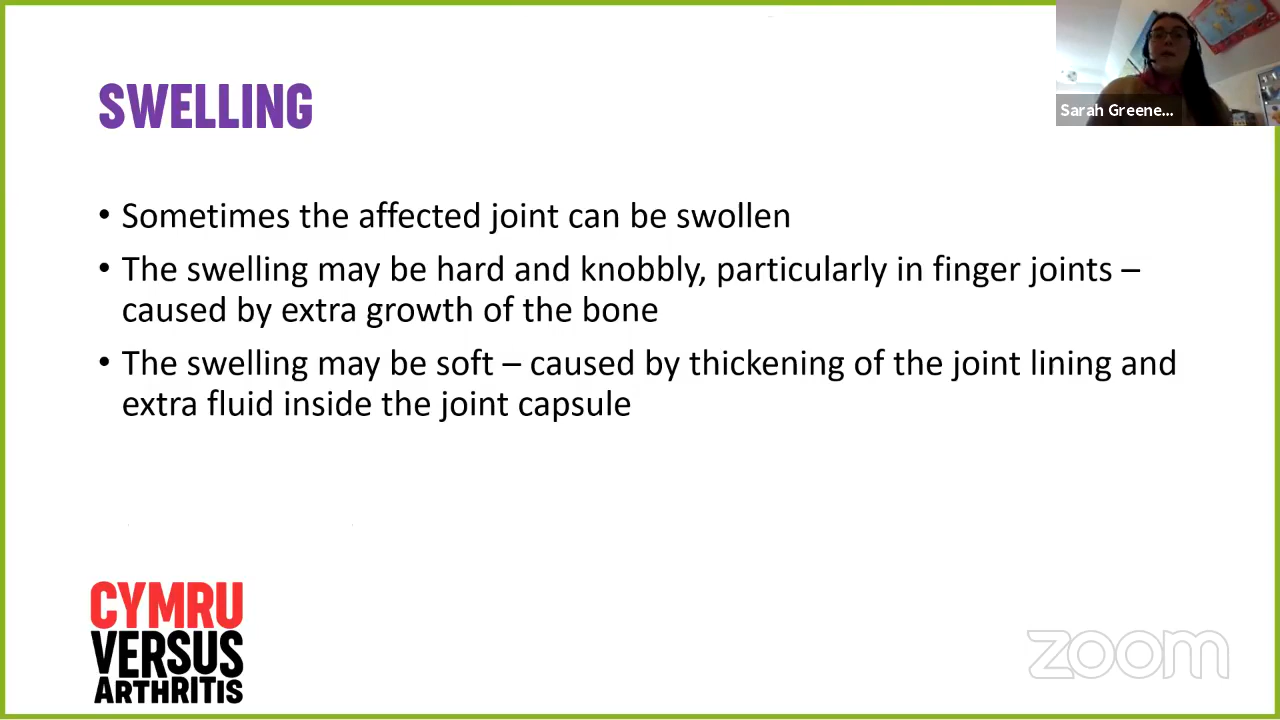 Sarah Greene...
SWELLING
• Sometimes the affected joint can be swollen
• The swelling may be hard and knobbly, particularly in finger joints –
caused by extra growth of the bone
• The swelling may be soft – caused by thickening of the joint lining and
extra fluid inside the joint capsule
CYMRU
VERSUS
ARTHRITIS
zoom